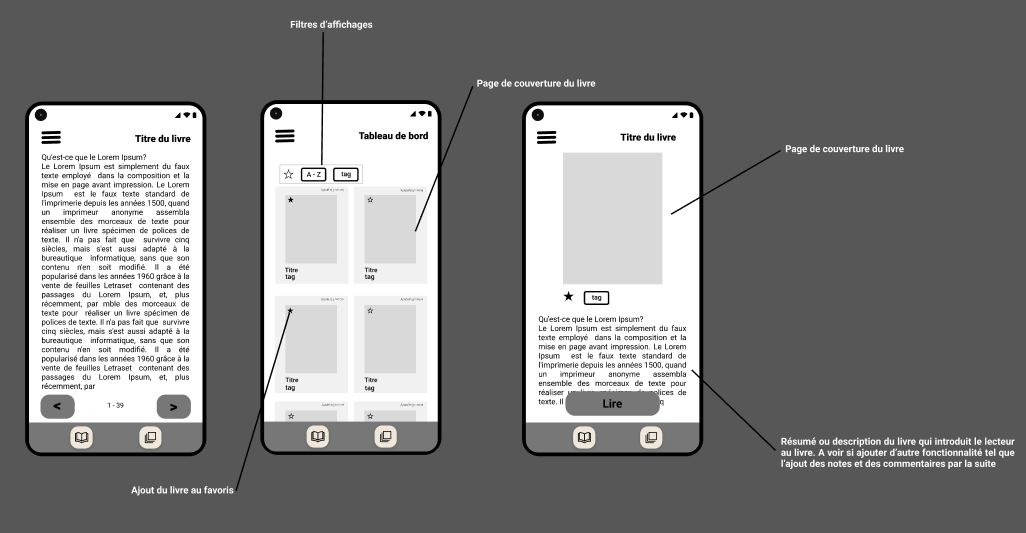 Filtres d'affichages
Page de couverture du livre
Titre du livre
Qu'est-ce que le Lorem Ipsum?
Le Lorem Ipsum est simplement du faux
texte employé dans la composition et la
mise en page avant impression. Le Lorem
Ipsum est le faux texte standard de
l'imprimerie depuis les années 1500, quand
un imprimeur anonyme assembla
ensemble des morceaux de texte pour
réaliser un livre spécimen de polices de
texte. Il n'a pas fait que survivre cinq
siècles, mais s'est aussi adapté à la
bureautique informatique, sans que son
contenu n'en soit modifié. Il a été
popularisé dans les années 1960 grâce à la
vente de feuilles Letraset contenant des
passages du Lorem Ipsum, et, plus
récemment, par mble des morceaux de
texte pour réaliser un livre spécimen de
polices de texte. Il n'a pas fait que survivre
cinq siècles, mais s'est aussi adapté à la
bureautique informatique, sans que son
contenu n'en soit modifié. Il a été
popularisé dans les années 1960 grâce à la
vente de feuilles Letraset contenant des
passages du Lorem Ipsum, et, plus
récemment, par
< 1 - 39 >
Tableau de bord
A - Z tag
Titre
tag
Titre
tag
Titre
tag
Titre
tag
Ajout du livre au favoris
Titre du livre
Page de couverture du livre
tag
Qu'est-ce que le Lorem Ipsum?
Le Lorem Ipsum est simplement du faux
texte employé dans la composition et la
mise en page avant impression. Le Lorem
Ipsum est le faux texte standard de
l'imprimerie depuis les années 1500, quand
un imprimeur anonyme assembla
ensemble des morceaux de texte pour
réaliser un livre spécimen de polices de
texte. Il
Lire
Résumé ou description du livre qui introduit le lecteur
au livre. A voir si ajouter d'autre fonctionnalité tel que
l'ajout des notes et des commentaires par la suite